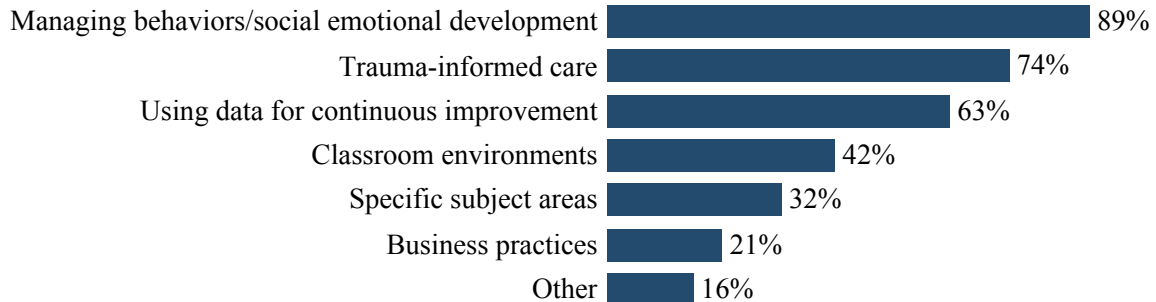 Managing behaviors/social emotional development 89%
Trauma-informed care 74%
Using data for continuous improvement 63%
Classroom environments 42%
Specific subject areas 32%
Business practices 21%
Other 16%